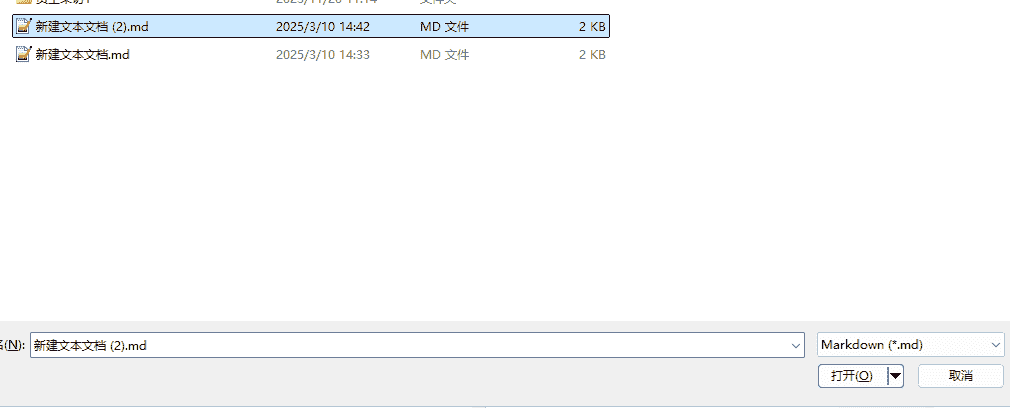 新建文本文档 (2).md 2025/3/10 14:42 MD 文件 2 KB
新建文本文档.md 2025/3/10 14:33 MD 文件 2 KB
(N): 新建文本文档 (2).md Markdown (*.md)
打开(O) 取消